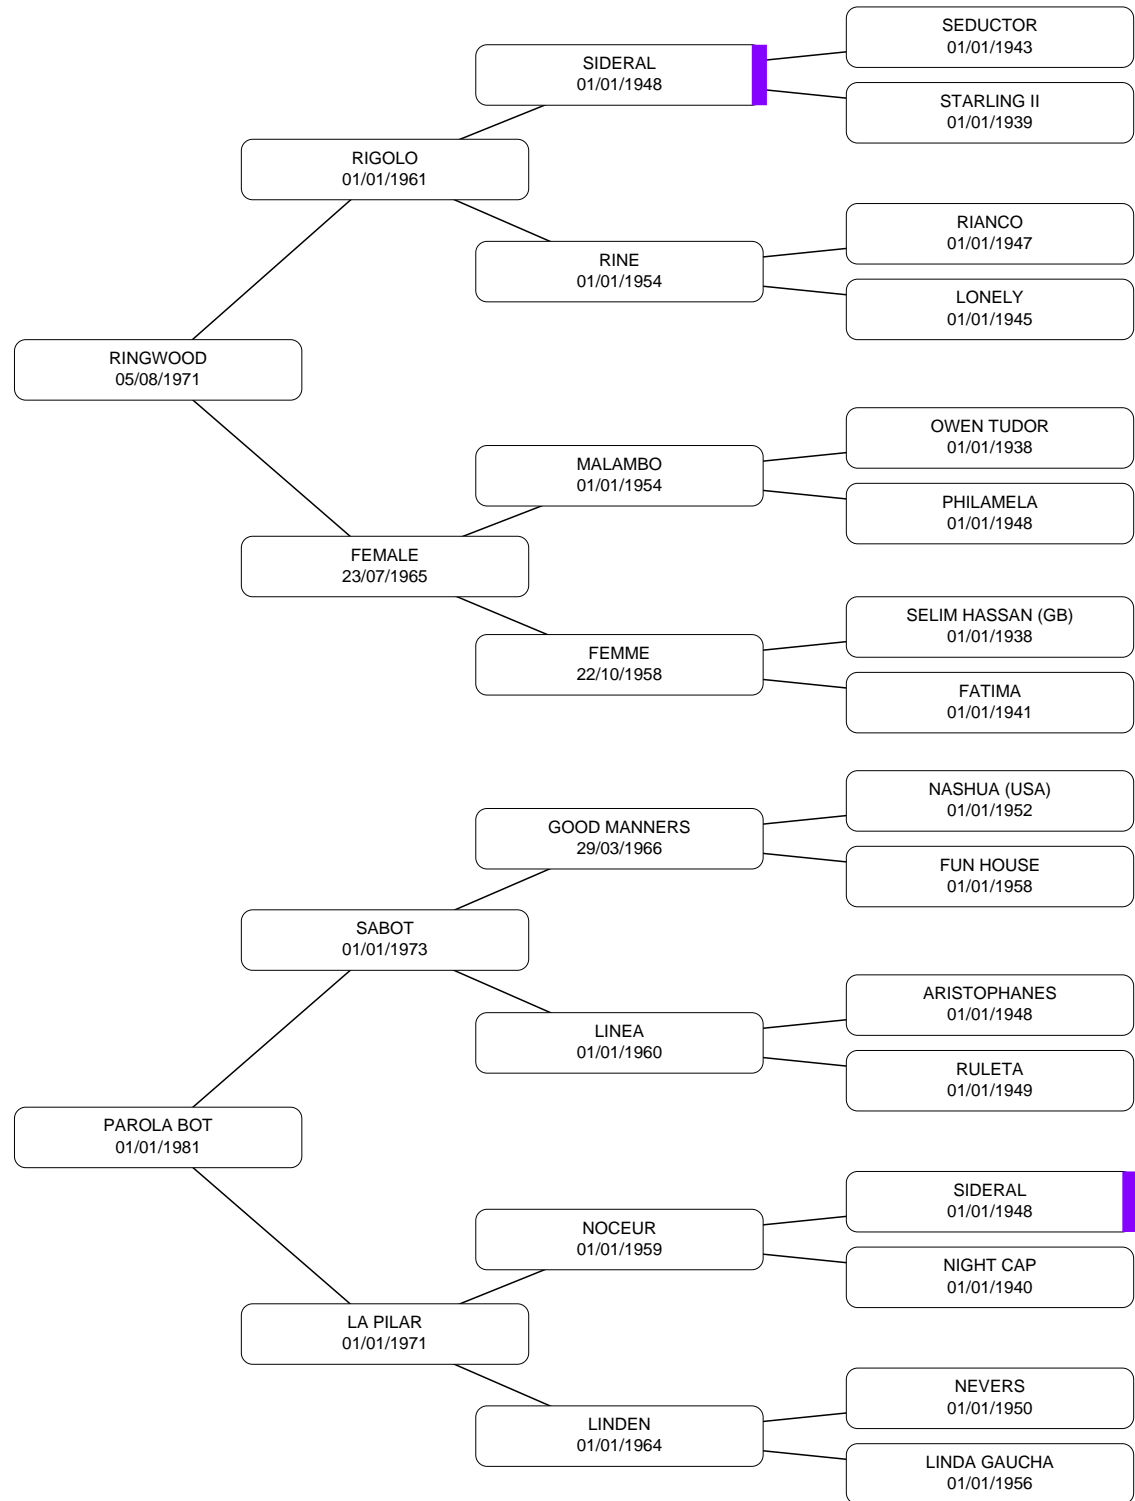 SEDUCTOR
01/01/1943
SIDERAL
01/01/1948
STARLING II
01/01/1939
RIGOLO
01/01/1961
RIANCO
01/01/1947
RINE
01/01/1954
LONELY
01/01/1945
RINGWOOD
05/08/1971
OWEN TUDOR
01/01/1938
MALAMBO
01/01/1954
PHILAMELA
01/01/1948
FEMALE
23/07/1965
SELIM HASSAN (GB)
01/01/1938
FEMME
22/10/1958
FATIMA
01/01/1941
NASHUA (USA)
01/01/1952
GOOD MANNERS
29/03/1966
FUN HOUSE
01/01/1958
SABOT
01/01/1973
ARISTOPHANES
01/01/1948
LINEA
01/01/1960
RULETA
01/01/1949
PAROLA BOT
01/01/1981
SIDERAL
01/01/1948
NOCEUR
01/01/1959
NIGHT CAP
01/01/1940
LA PILAR
01/01/1971
NEVERS
01/01/1950
LINDEN
01/01/1964
LINDA GAUCHA
01/01/1956